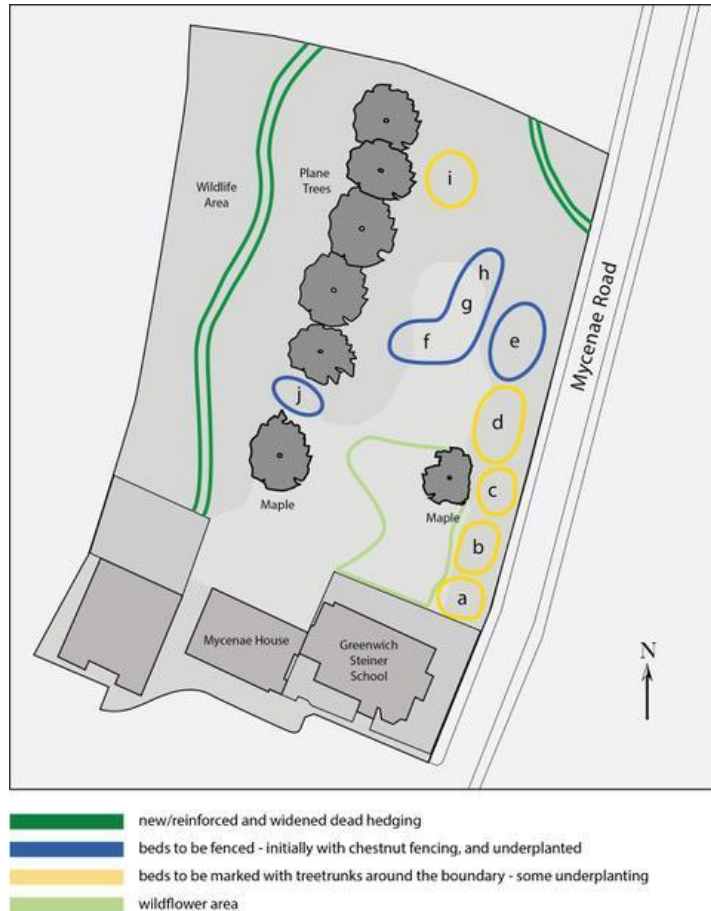 i
Wildlife
Area
Plane
Trees
h
g
f
e
j
d
c
b
a
Maple
Maple
Mycenae Road
Mycenae House
Greenwich
Steiner
School
N
new/reinforced and widened dead hedging
beds to be fenced - initially with chestnut fencing, and underplanted
beds to be marked with treetrunks around the boundary - some underplanting
wildflower area